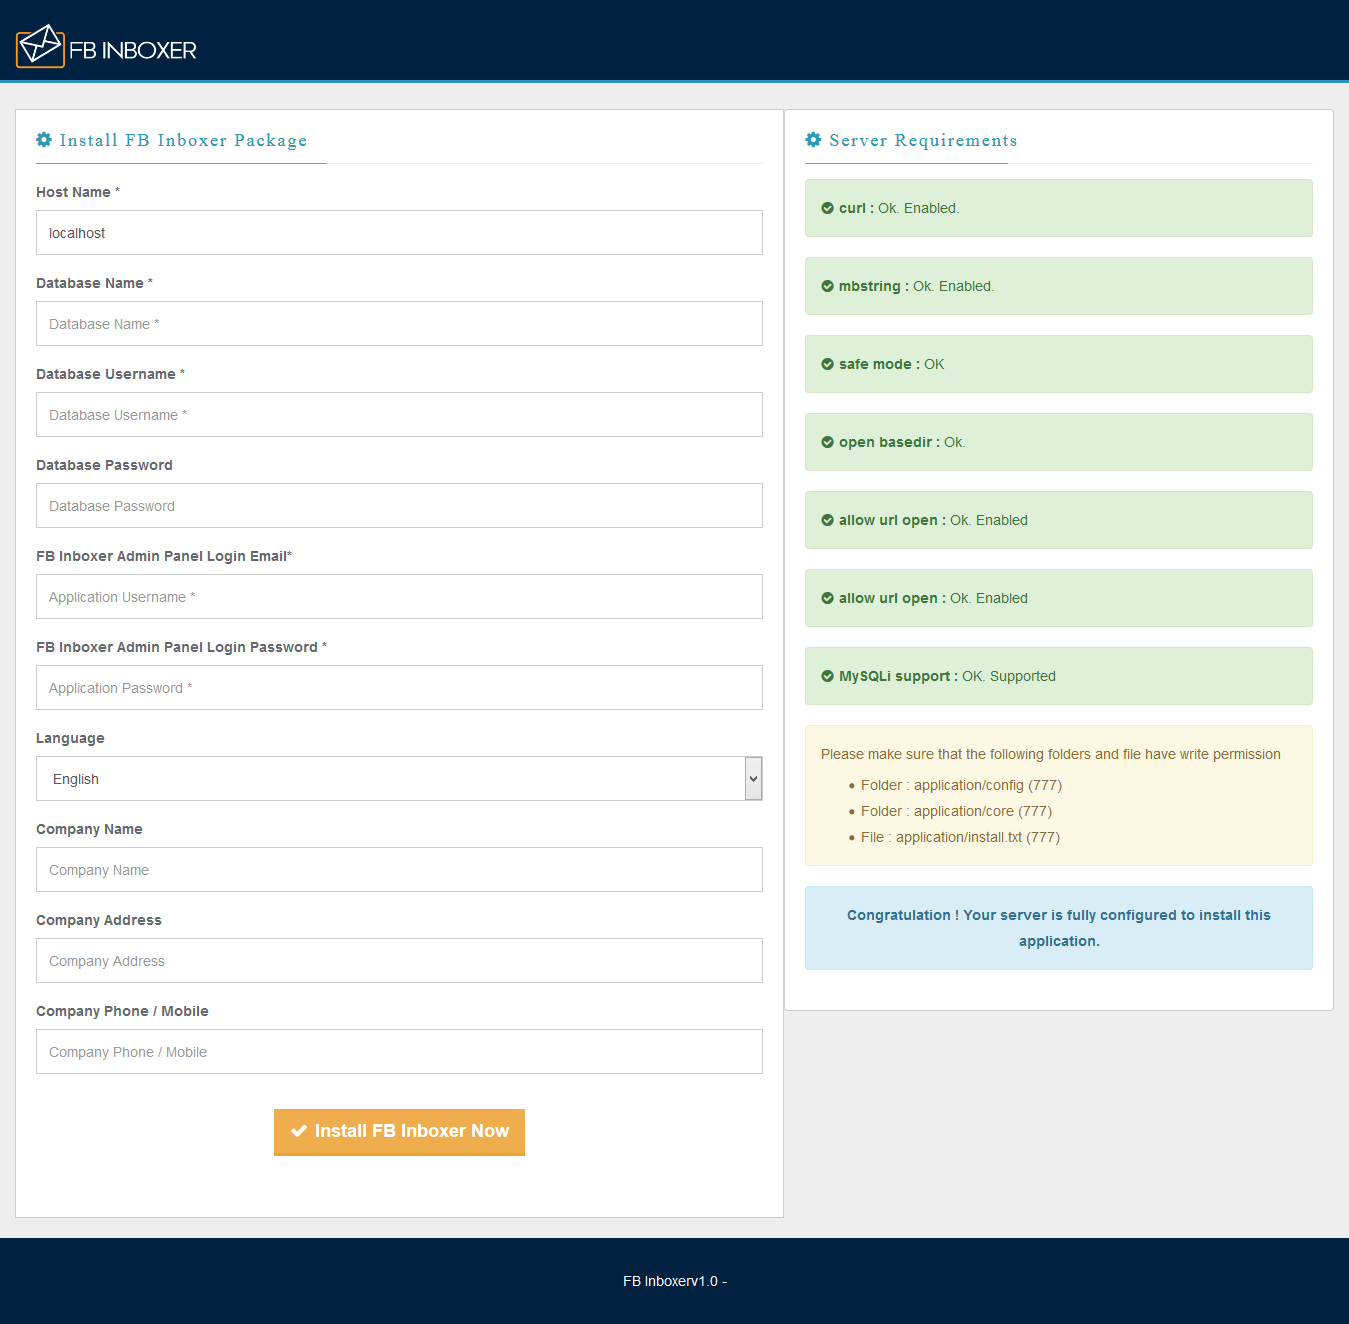 FB INBOXER
Install FB Inboxer Package
Host Name *
localhost
Database Name *
Database Name *
Database Username *
Database Username *
Database Password
Database Password
FB Inboxer Admin Panel Login Email*
Application Username *
FB Inboxer Admin Panel Login Password *
Application Password *
Language
English
Company Name
Company Name
Company Address
Company Address
Company Phone / Mobile
Company Phone / Mobile
Install FB Inboxer Now
Server Requirements
curl : Ok. Enabled.
mbstring : Ok. Enabled.
safe mode : OK
open basedir : Ok.
allow url open : Ok. Enabled
allow url open : Ok. Enabled
MySQLi support : OK. Supported
Please make sure that the following folders and file have write permission
• Folder : application/config (777)
• Folder : application/core (777)
• File : application/install.txt (777)
Congratulation ! Your server is fully configured to install this
application.
FB Inboxerv1.0 -